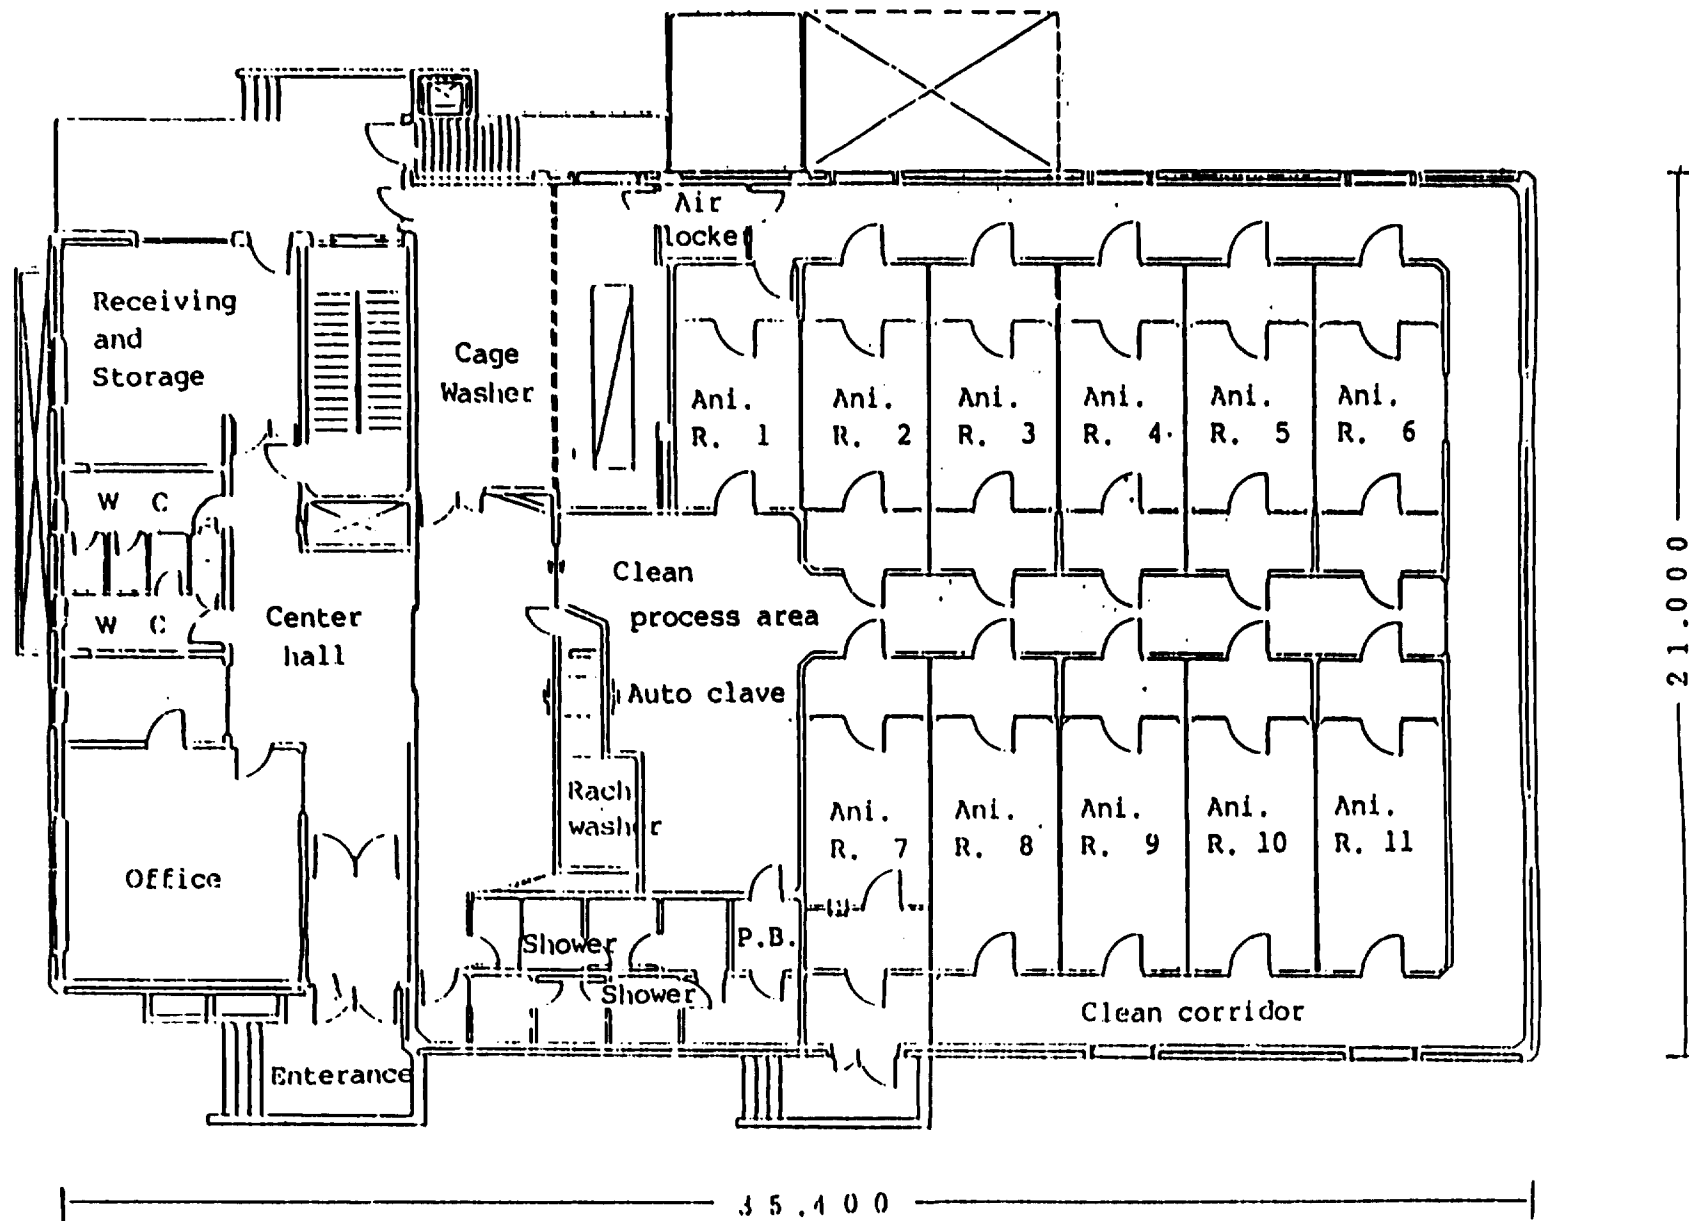 Air
locker
Receiving
and
Storage
Cage
Washer
Ani.
R. 1
Ani.
R. 2
Ani.
R. 3
Ani.
R. 4
Ani.
R. 5
Ani.
R. 6
W C
W C
Center
hall
Clean
process area
Auto clave
Rach
washer
Ani.
R. 7
Ani.
R. 8
Ani.
R. 9
Ani.
R. 10
Ani.
R. 11
Office
Shower
P.B.
Shower
Clean corridor
Enterance
21.000
35.400